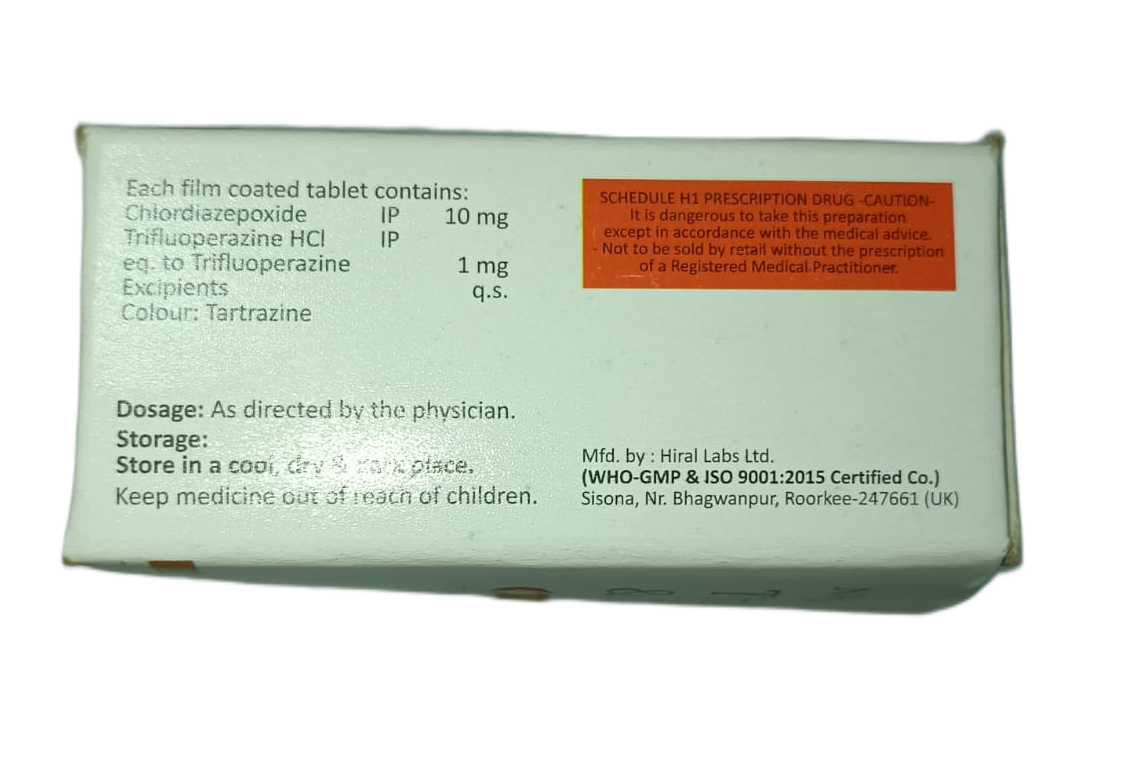 Each film coated tablet contains:
Chlordiazepoxide IP 10 mg
Trifluoperazine HCl IP
eq. to Trifluoperazine 1 mg
Excipients q.s.
Colour: Tartrazine
SCHEDULE H1 PRESCRIPTION DRUG -CAUTION-
It is dangerous to take this preparation
except in accordance with the medical advice.
- Not to be sold by retail without the prescription
of a Registered Medical Practitioner.
Dosage: As directed by the physician.
Storage:
Store in a cool, dry & dark place.
Keep medicine out of reach of children.
Mfd. by : Hiral Labs Ltd.
(WHO-GMP & ISO 9001:2015 Certified Co.)
Sisona, Nr. Bhagwanpur, Roorkee-247661 (UK)